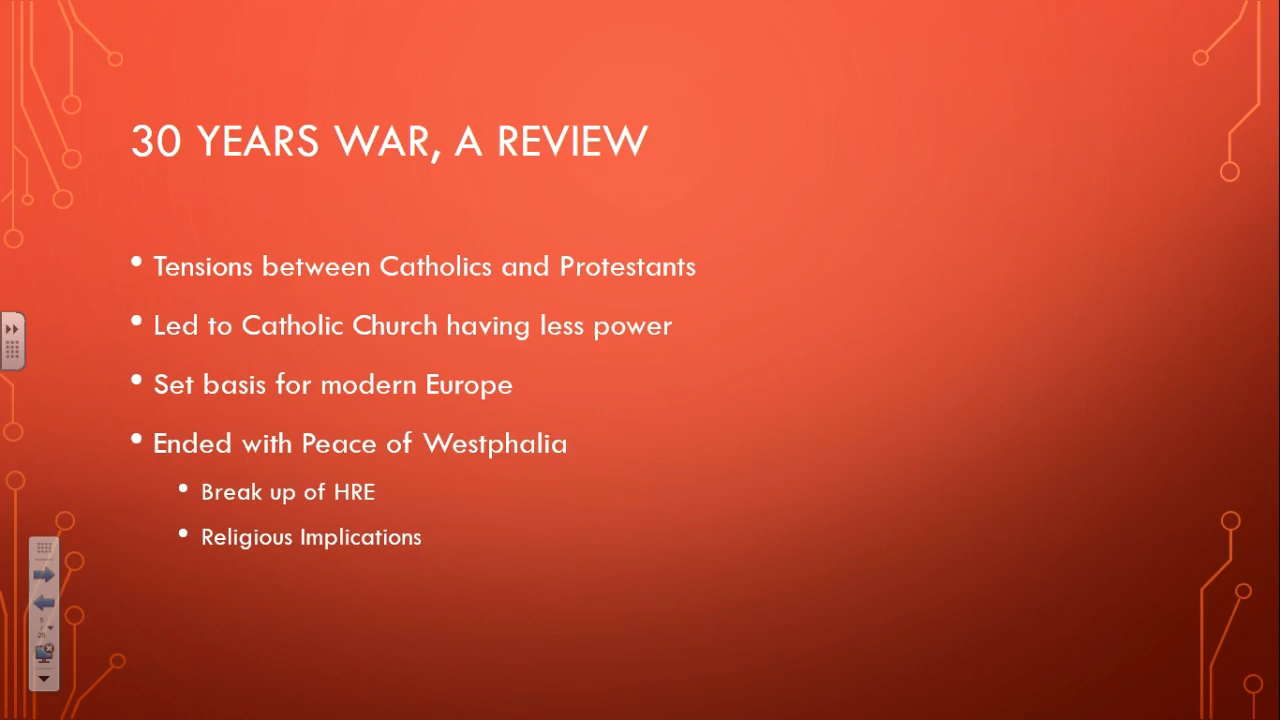 30 YEARS WAR, A REVIEW
• Tensions between Catholics and Protestants
• Led to Catholic Church having less power
• Set basis for modern Europe
• Ended with Peace of Westphalia
• Break up of HRE
• Religious Implications